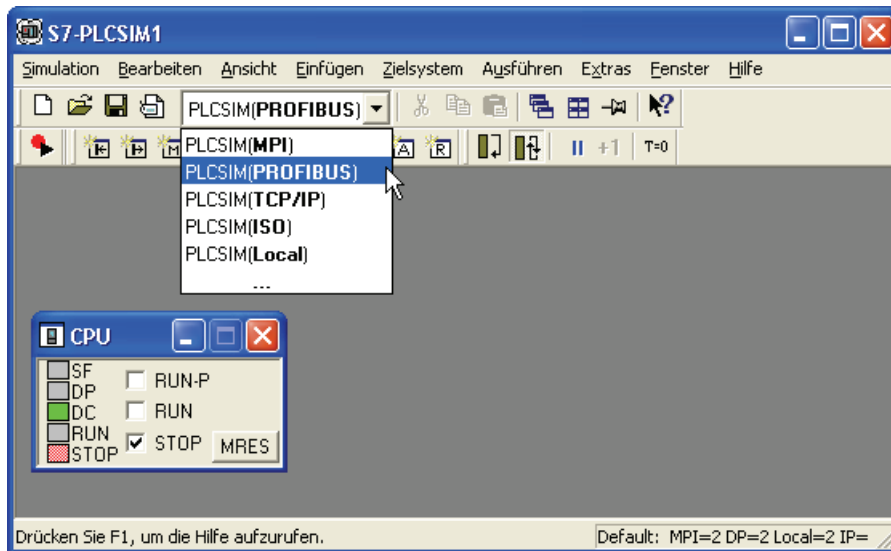 S7-PLCSIM1
Simulation Bearbeiten Ansicht Einfügen Zielsystem Ausführen Extras Fenster Hilfe
PLCSIM(PROFIBUS)
PLCSIM(MPI)
PLCSIM(PROFIBUS)
PLCSIM(TCP/IP)
PLCSIM(ISO)
PLCSIM(Local)
...
A R +1 T=0
CPU
SF
DP
DC
RUN
STOP
RUN-P
RUN
STOP
MRES
Drücken Sie F1, um die Hilfe aufzurufen.
Default: MPI=2 DP=2 Local=2 IP=